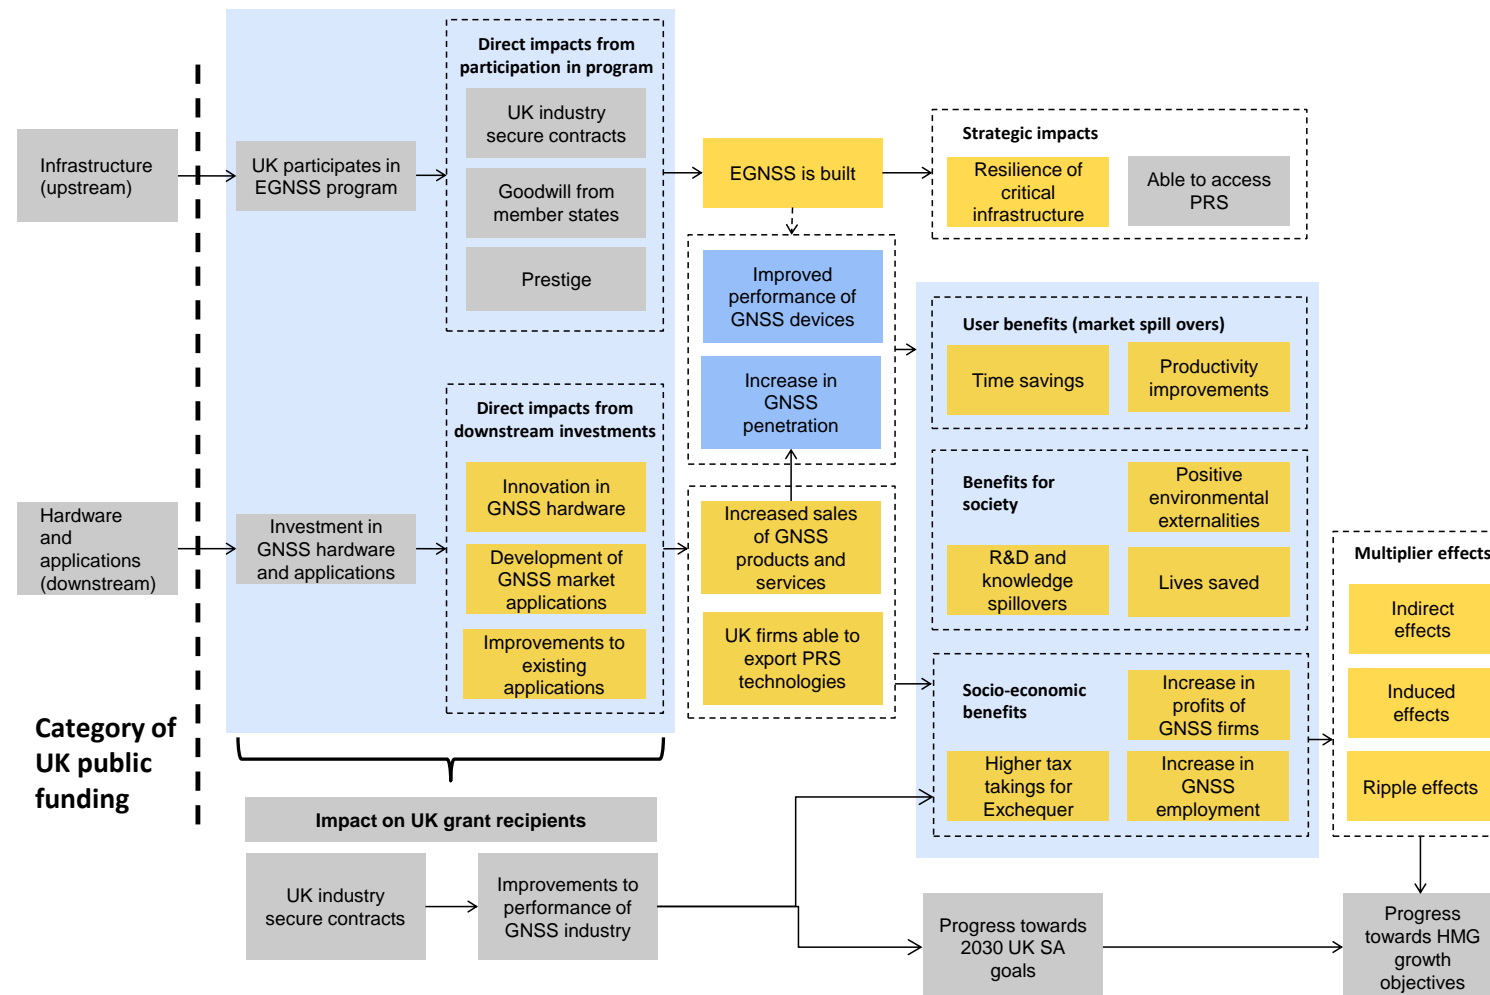 Infrastructure
(upstream)
UK participates in
EGNSS program
Direct impacts from
participation in program
UK industry
secure contracts
Goodwill from
member states
Prestige
EGNSS is built
Strategic impacts
Resilience of
critical
infrastructure
Able to access
PRS
Improved
performance of
GNSS devices
Increase in
GNSS
penetration
User benefits (market spill overs)
Time savings
Productivity
improvements
Hardware
and
applications
(downstream)
Investment in
GNSS hardware
and applications
Direct impacts from
downstream investments
Innovation in
GNSS hardware
Development of
GNSS market
applications
Improvements to
existing
applications
Increased sales
of GNSS
products and
services
UK firms able to
export PRS
technologies
Benefits for
society
Positive
environmental
externalities
R&D and
knowledge
spillovers
Lives saved
Socio-economic
benefits
Increase in
profits of
GNSS firms
Higher tax
takings for
Exchequer
Increase in
GNSS
employment
Multiplier effects
Indirect
effects
Induced
effects
Ripple effects
Category of
UK public
funding
Impact on UK grant recipients
UK industry
secure contracts
Improvements to
performance of
GNSS industry
Progress towards
2030 UK SA
goals
Progress
towards HMG
growth
objectives